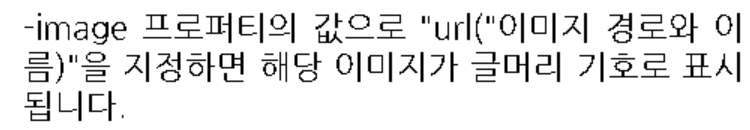 -image 프로퍼티의 값으로 "url("이미지 경로와 이
름)"을 지정하면 해당 이미지가 글머리 기호로 표시
됩니다.